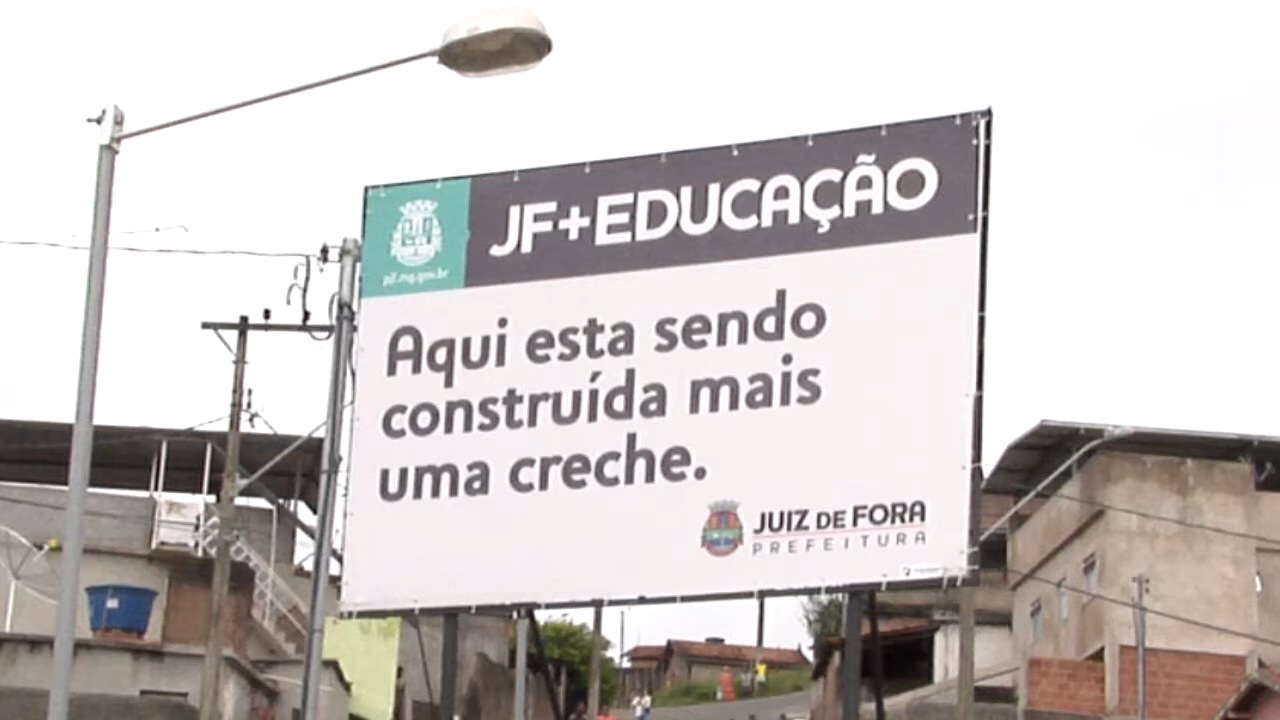 JF+EDUCAÇÃO
pjf.mg.gov.br
Aqui esta sendo
construída mais
uma creche.
JUIZ DE FORA
PREFEITURA